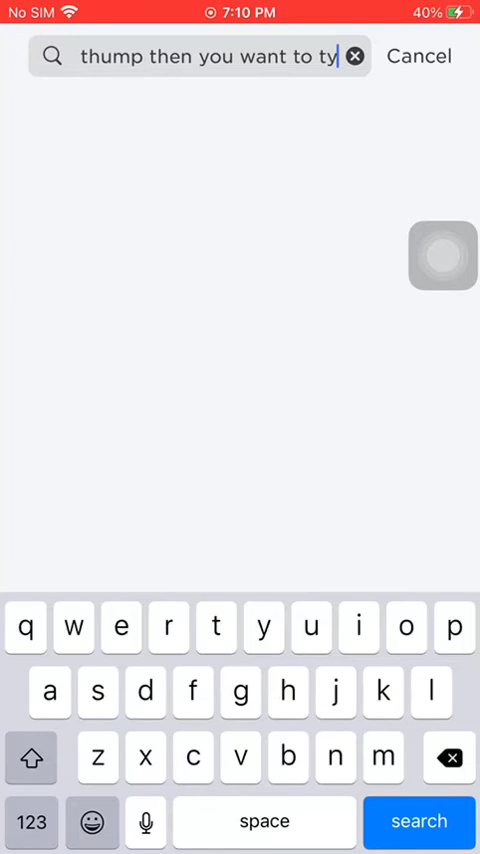 No SIM 7:10 PM 40%
thump then you want to ty Cancel
q w e r t y u i o p
a s d f g h j k l
z x c v b n m
123 space search